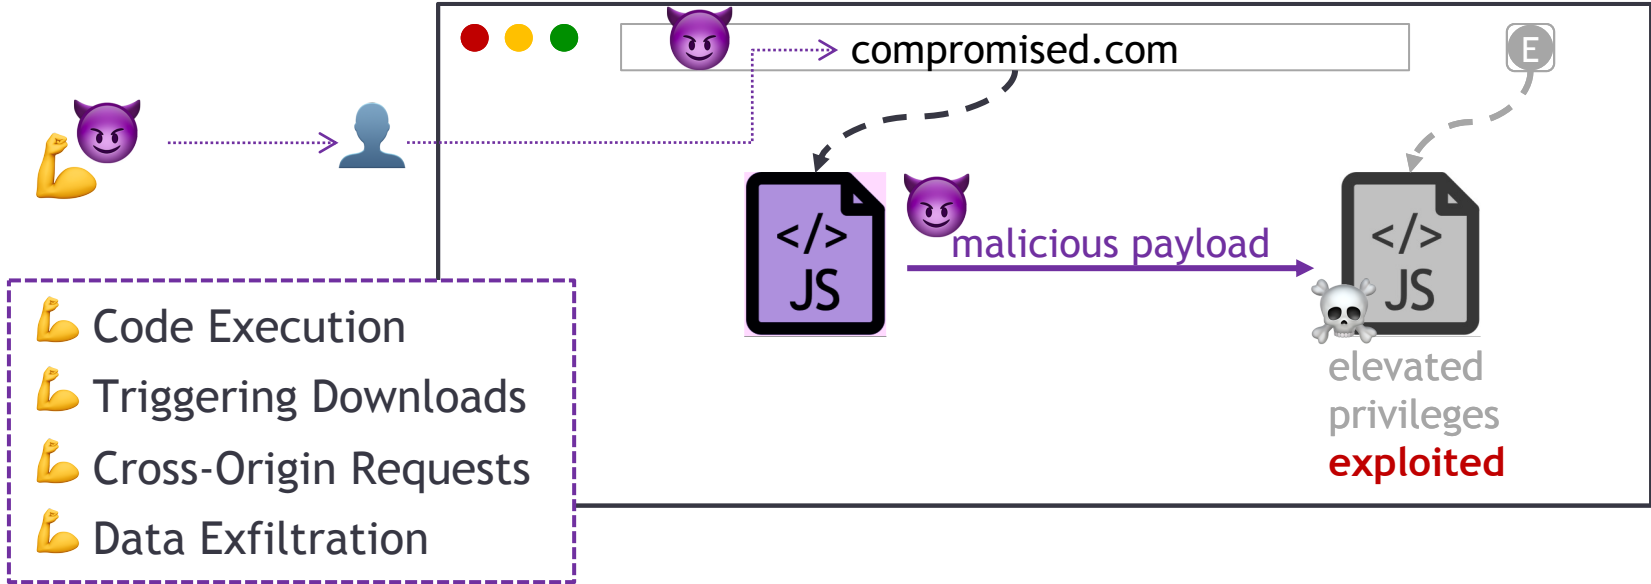 compromised.com
E
</>
JS
malicious payload
</>
JS
elevated
privileges
exploited
Code Execution
Triggering Downloads
Cross-Origin Requests
Data Exfiltration